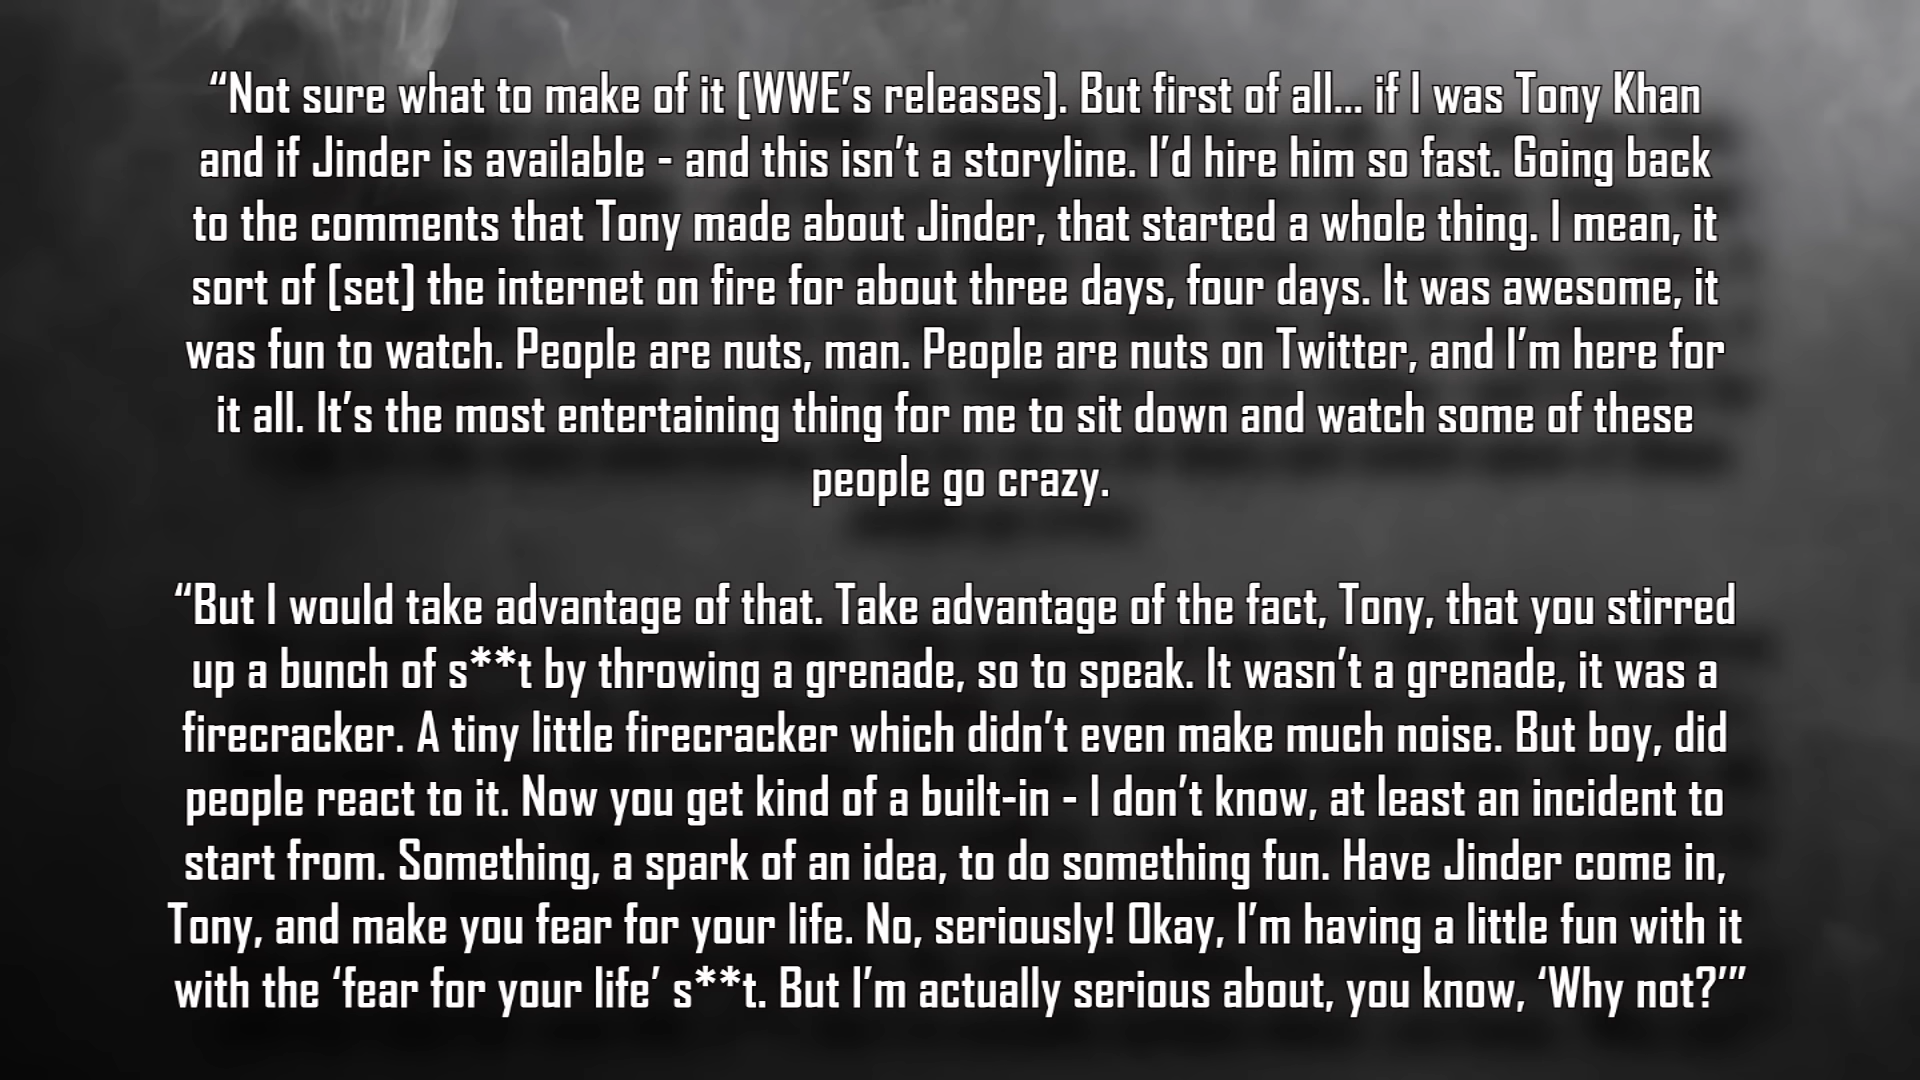 “Not sure what to make of it [WWE’s releases]. But first of all... if I was Tony Khan
and if Jinder is available - and this isn’t a storyline. I’d hire him so fast. Going back
to the comments that Tony made about Jinder, that started a whole thing. I mean, it
sort of [set] the internet on fire for about three days, four days. It was awesome, it
was fun to watch. People are nuts, man. People are nuts on Twitter, and I’m here for
it all. It’s the most entertaining thing for me to sit down and watch some of these
people go crazy.
“But I would take advantage of that. Take advantage of the fact, Tony, that you stirred
up a bunch of s**t by throwing a grenade, so to speak. It wasn’t a grenade, it was a
firecracker. A tiny little firecracker which didn’t even make much noise. But boy, did
people react to it. Now you get kind of a built-in - I don’t know, at least an incident to
start from. Something, a spark of an idea, to do something fun. Have Jinder come in,
Tony, and make you fear for your life. No, seriously! Okay, I’m having a little fun with it
with the ‘fear for your life’ s**t. But I’m actually serious about, you know, ‘Why not?’”